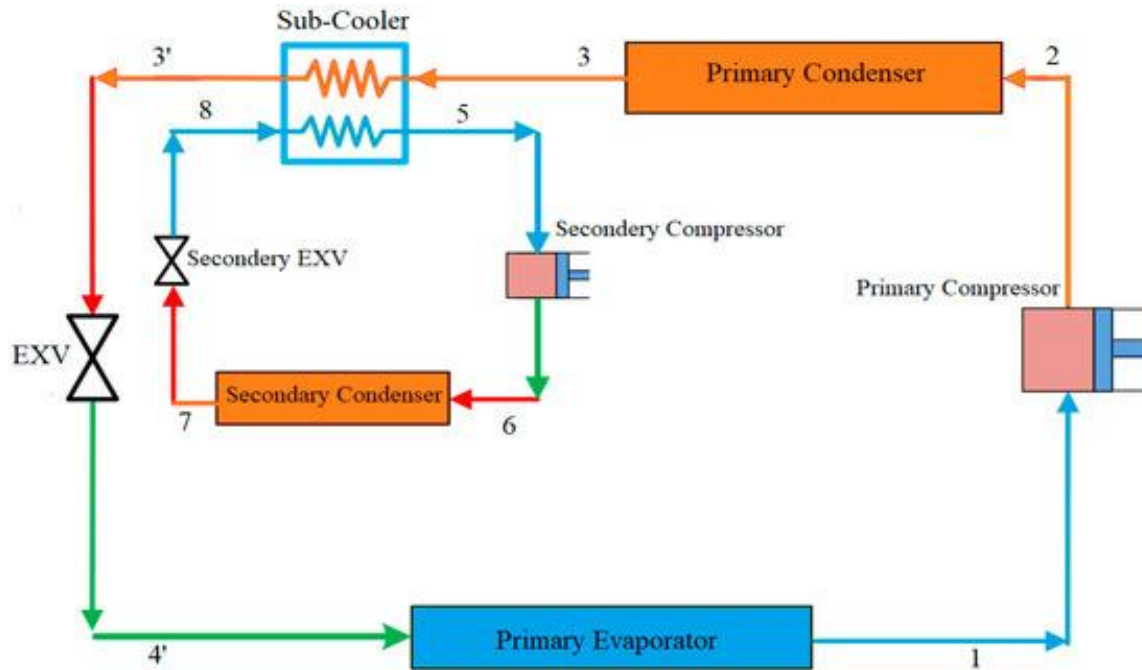 Sub-Cooler
3'
3
2
Primary Condenser
8
5
Secondery Compressor
Secondery EXV
Primary Compressor
EXV
Secondary Condenser
7
6
Primary Evaporator
4'
1